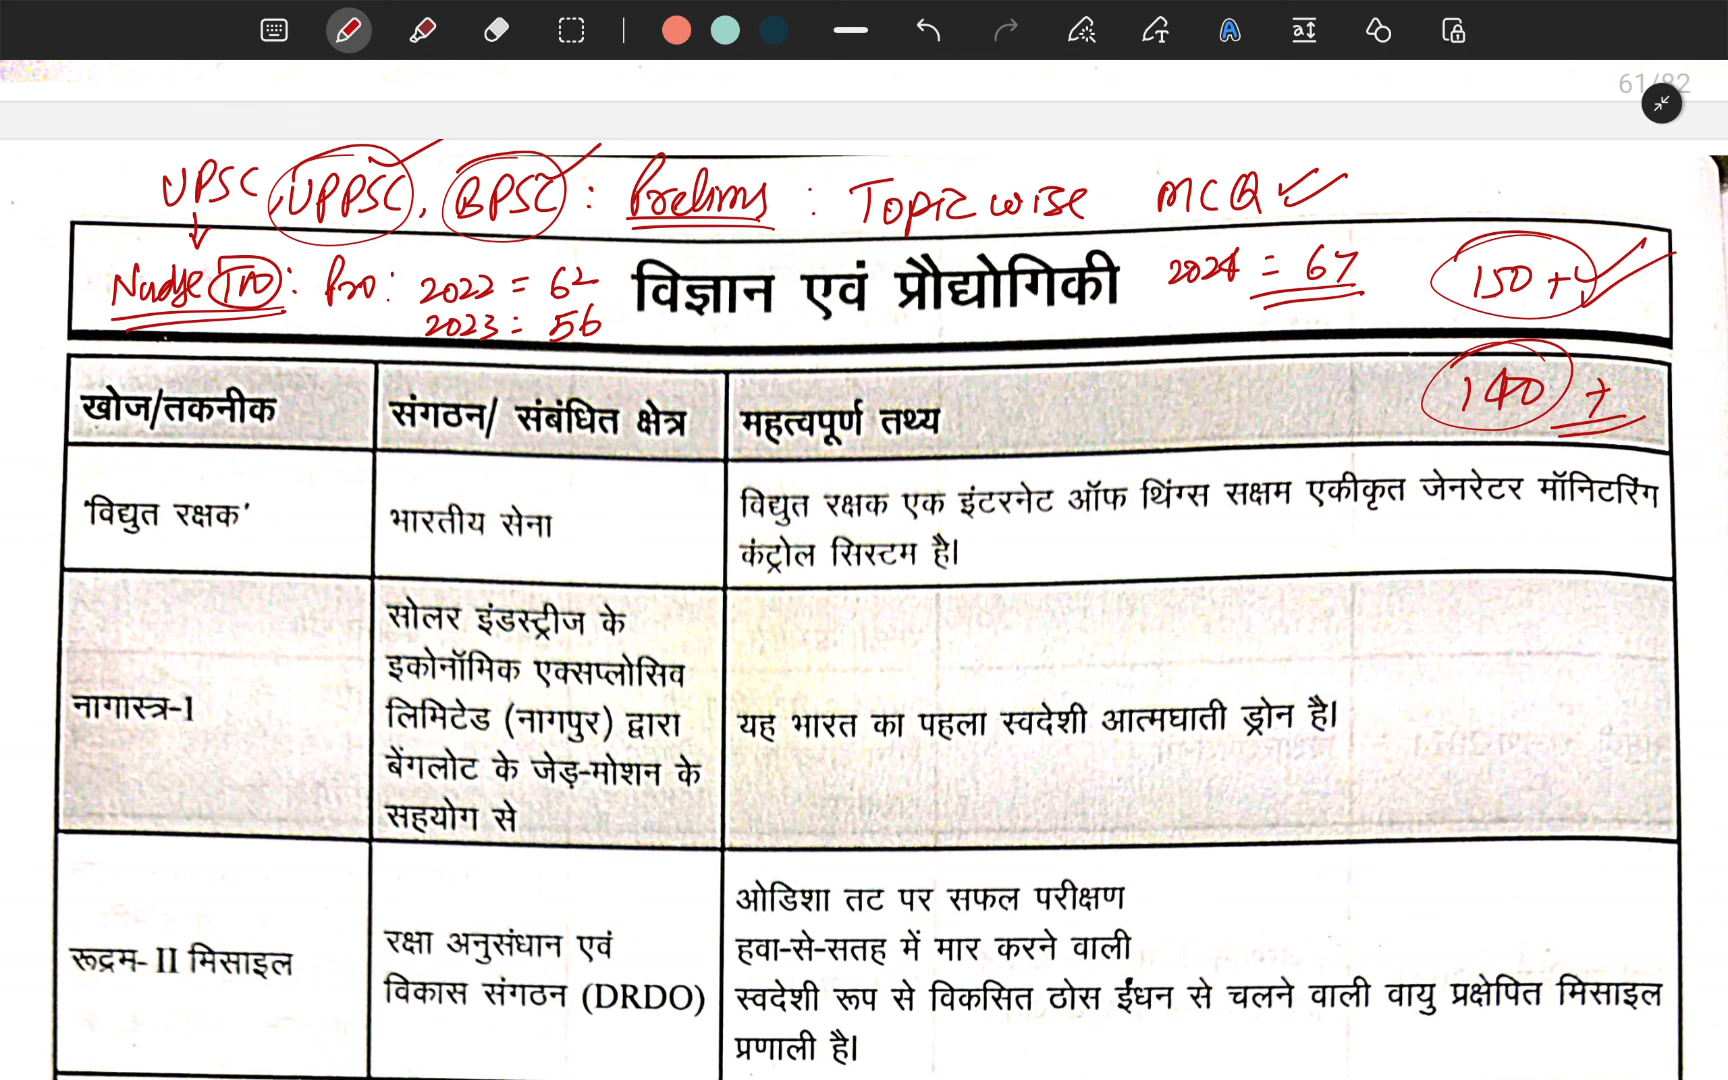 61/82
UPSC, UPPSC, BPSC : Prelims : Topic wise MCQ
Nudge IAS : Pro : 2022 = 62
2023 = 56
विज्ञान एवं प्रौद्योगिकी
2024 = 67
150 +
140 +
खोज/तकनीक
संगठन/ संबंधित क्षेत्र
महत्वपूर्ण तथ्य
'विद्युत रक्षक'
भारतीय सेना
विद्युत रक्षक एक इंटरनेट ऑफ थिंग्स सक्षम एकीकृत जेनरेटर मॉनिटरिंग
कंट्रोल सिस्टम है।
नागास्त्र-1
सोलर इंडस्ट्रीज के
इकोनॉमिक एक्सप्लोसिव
लिमिटेड (नागपुर) द्वारा
बेंगलोट के जेड़-मोशन के
सहयोग से
यह भारत का पहला स्वदेशी आत्मघाती ड्रोन है।
रूद्रम- II मिसाइल
रक्षा अनुसंधान एवं
विकास संगठन (DRDO)
ओडिशा तट पर सफल परीक्षण
हवा-से-सतह में मार करने वाली
स्वदेशी रूप से विकसित ठोस ईंधन से चलने वाली वायु प्रक्षेपित मिसाइल
प्रणाली है।